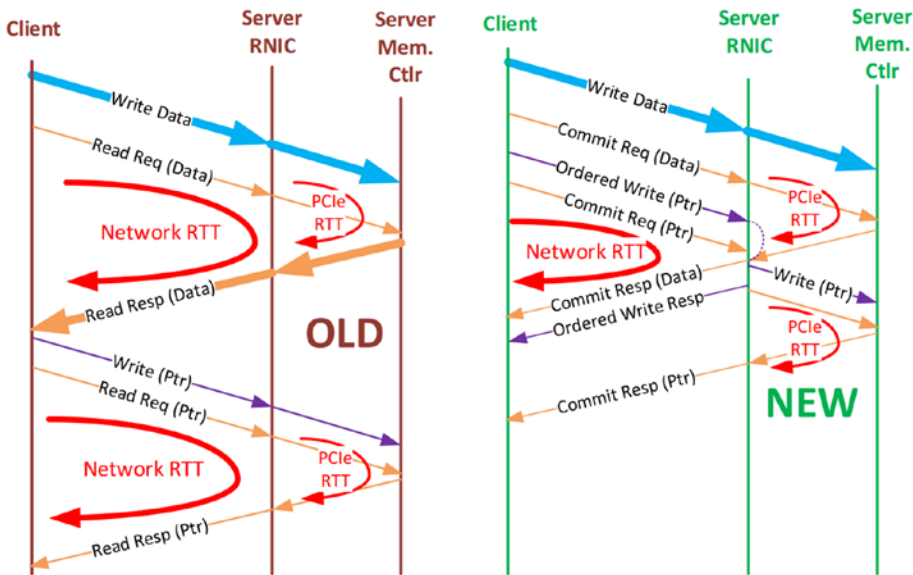 Client
Server
RNIC
Server
Mem.
Ctlr
Write Data
Read Req (Data)
PCIe
RTT
Network RTT
Read Resp (Data)
OLD
Write (Ptr)
Read Req (Ptr)
PCIe
RTT
Network RTT
Read Resp (Ptr)
Client
Server
RNIC
Server
Mem.
Ctlr
Write Data
Commit Req (Data)
Ordered Write (Ptr)
Commit Req (Ptr)
PCIe
RTT
Network RTT
Commit Resp (Data)
Write (Ptr)
Ordered Write Resp
PCIe
RTT
Commit Resp (Ptr)
NEW